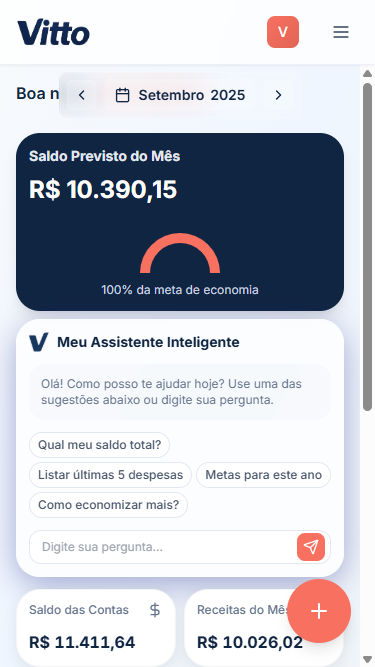 Vitto
V
Boa n
Setembro 2025
Saldo Previsto do Mês
R$ 10.390,15
100% da meta de economia
V Meu Assistente Inteligente
Olá! Como posso te ajudar hoje? Use uma das
sugestões abaixo ou digite sua pergunta.
Qual meu saldo total?
Listar últimas 5 despesas
Metas para este ano
Como economizar mais?
Digite sua pergunta...
Saldo das Contas
Receitas do Mês
R$ 11.411,64
R$ 10.026,02